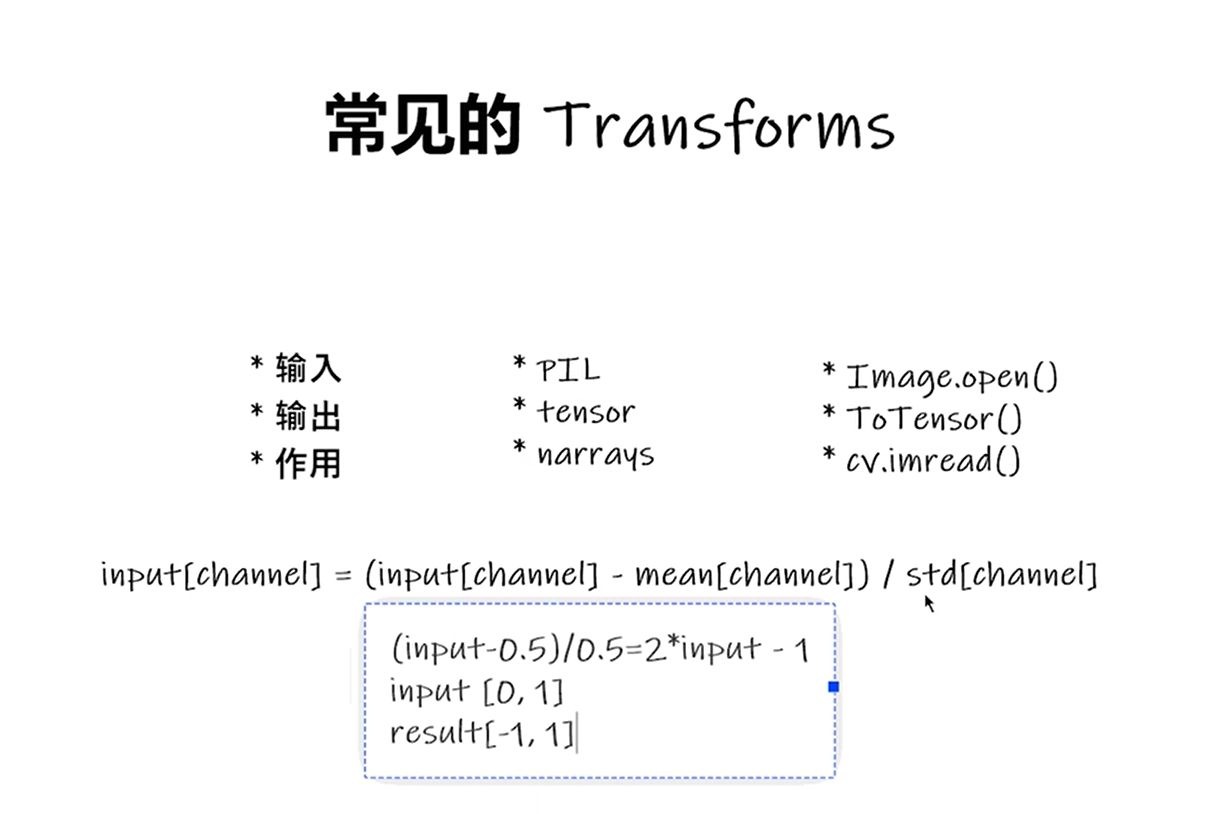 常见的 Transforms
* 输入
* 输出
* 作用
* PIL
* tensor
* narrays
* Image.open()
* ToTensor()
* cv.imread()
input[channel] = (input[channel] - mean[channel]) / std[channel]
(input-0.5)/0.5=2*input - 1
input [0, 1]
result[-1, 1]